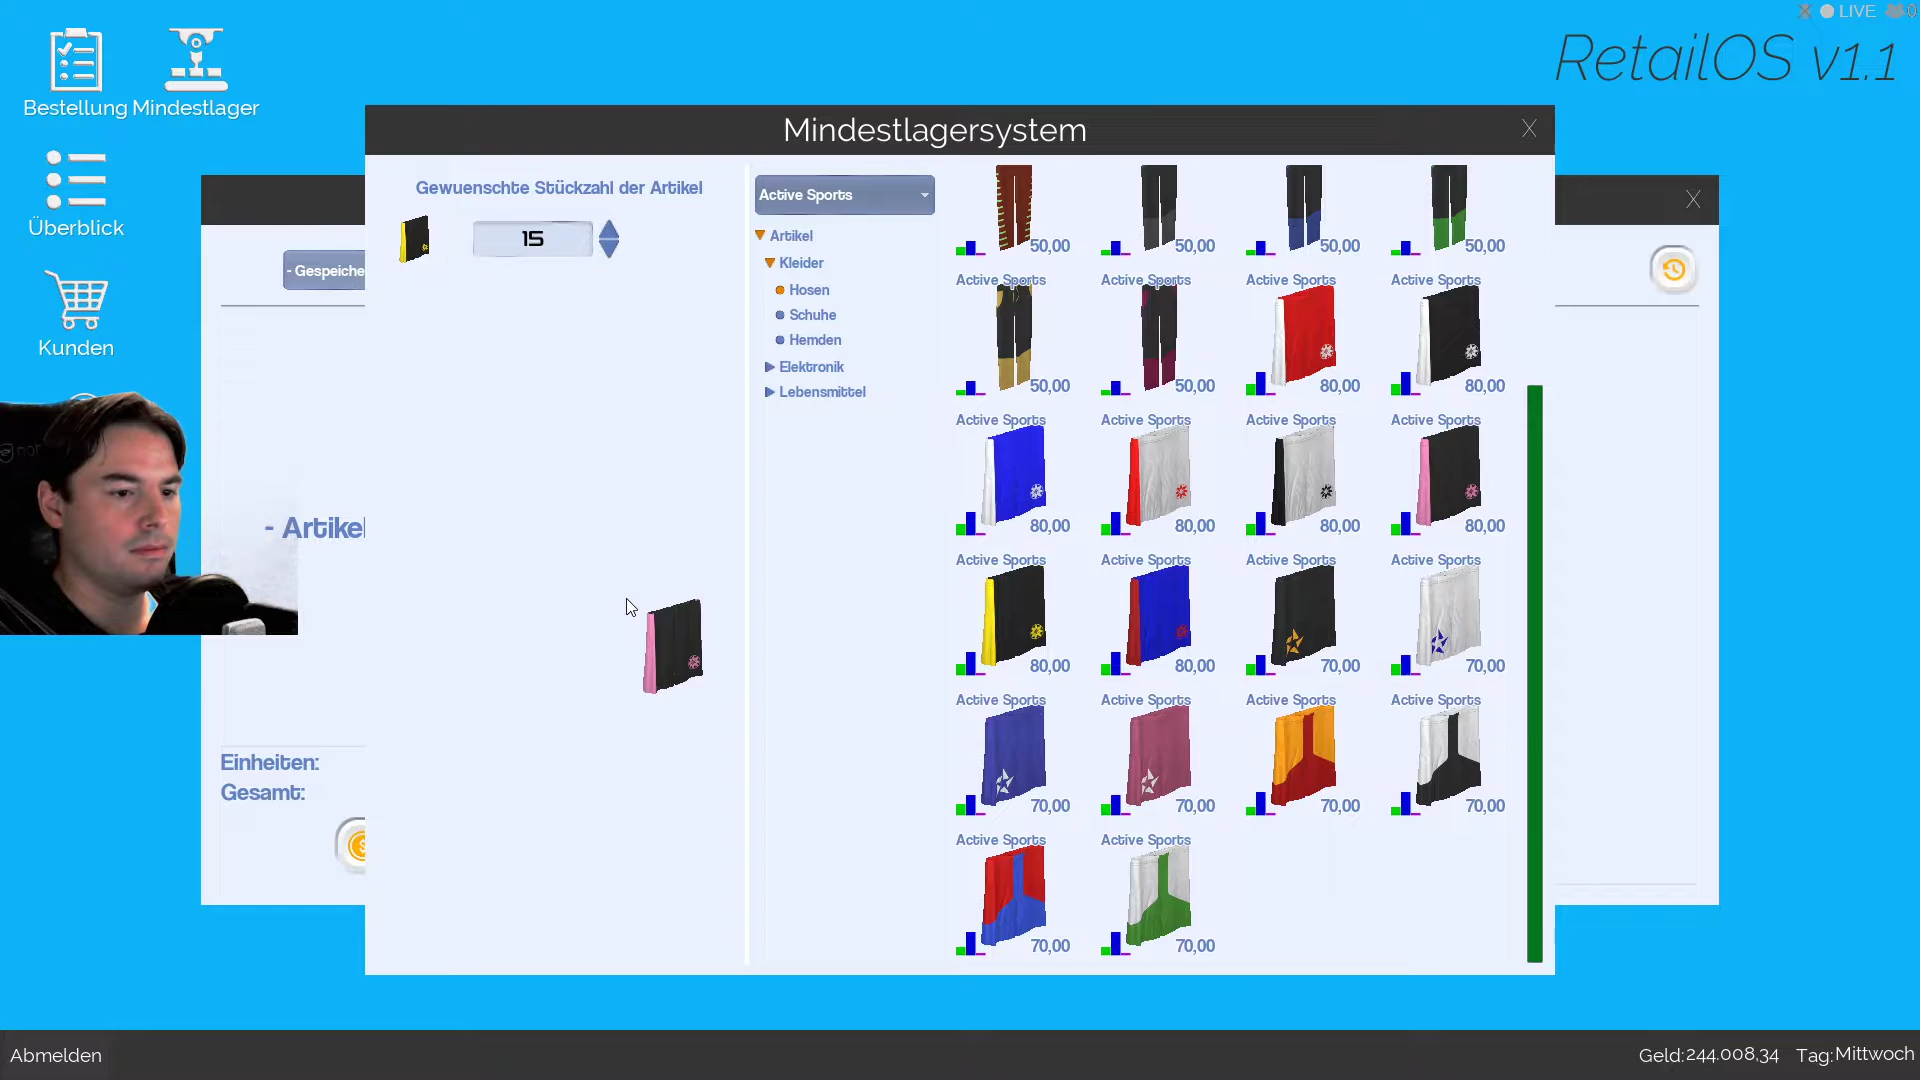 LIVE 0
RetailOS v1.1
Bestellung
Mindestlager
Überblick
Kunden
Mindestlagersystem
X
X
Gewuenschte Stückzahl der Artikel
15
Active Sports
Artikel
Kleider
Hosen
Schuhe
Hemden
Elektronik
Lebensmittel
50,00 50,00 50,00 50,00
Active Sports Active Sports Active Sports Active Sports
50,00 50,00 80,00 80,00
Active Sports Active Sports Active Sports Active Sports
80,00 80,00 80,00 80,00
Active Sports Active Sports Active Sports Active Sports
80,00 80,00 70,00 70,00
Active Sports Active Sports Active Sports Active Sports
70,00 70,00 70,00 70,00
Active Sports Active Sports
70,00 70,00
- Gespeiche
- Artikel
Einheiten:
Gesamt:
Abmelden
Geld:244.008,34 Tag:Mittwoch